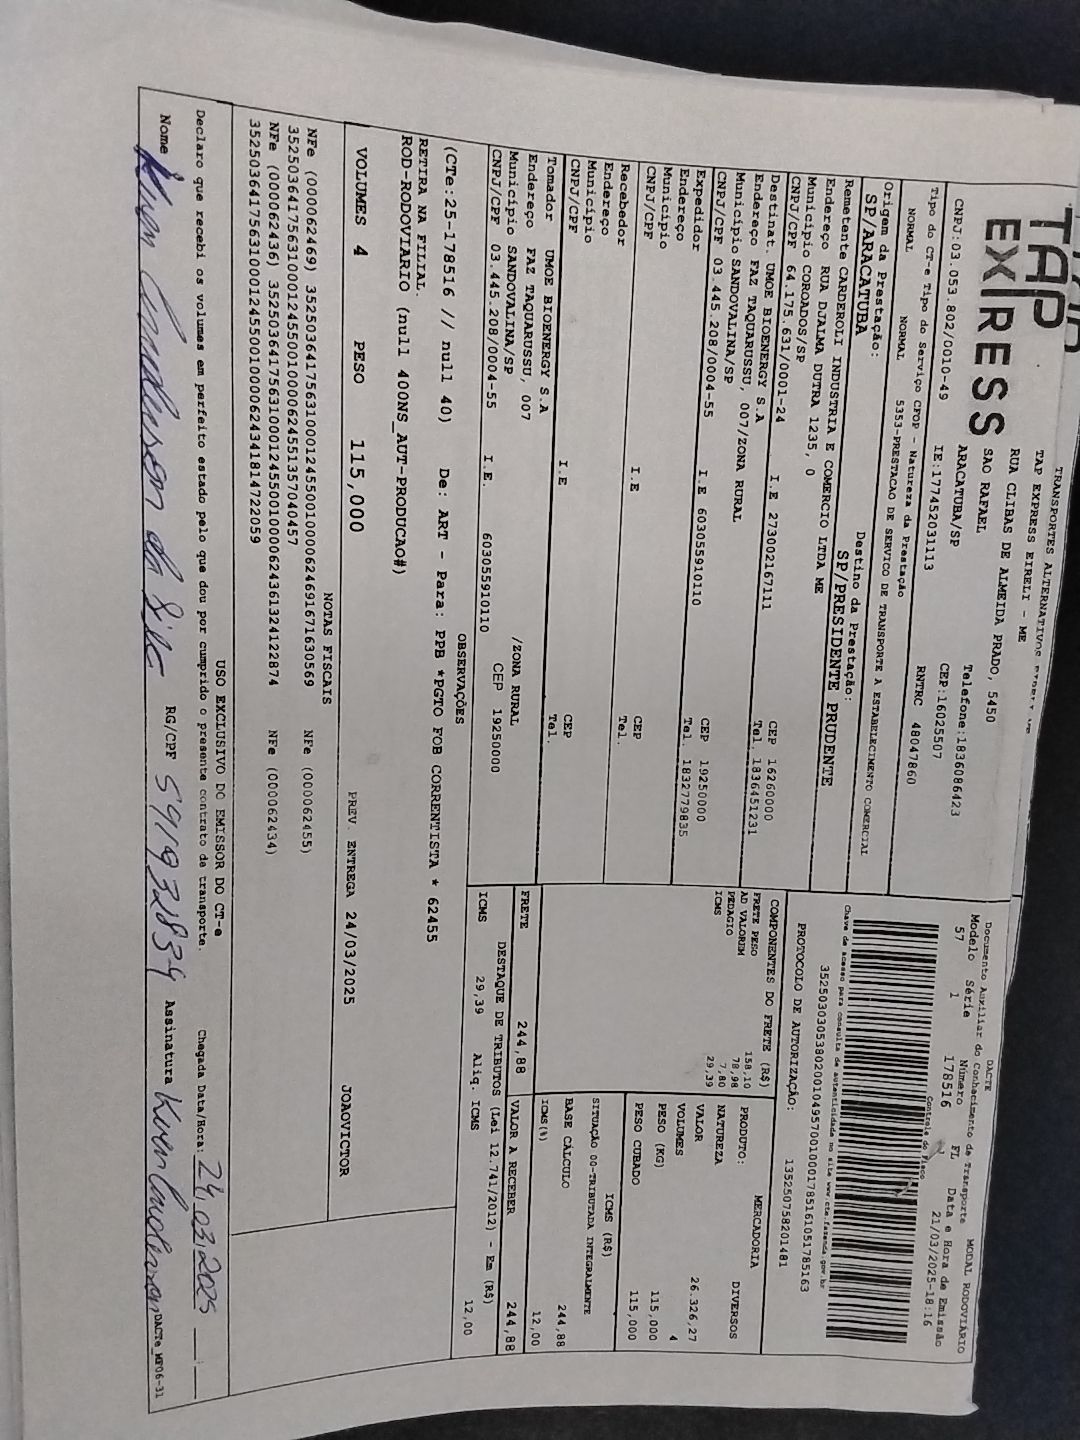 TAP
EXPRESS
TRANSPORTES ALTERNATIVOS
TAP EXPRESS EIRELI - ME
RUA CLIBAS DE ALMEIDA PRADO, 5450
SAO RAFAEL
Telefone:1836086423
ARACATUBA/SP
CEP:16025507
CNPJ:03.053.802/0010-49
IE:177452031113
RNTRC 48047860
Tipo do CT-e Tipo do Serviço CFOP - Natureza da Prestação
NORMAL NORMAL 5353-PRESTACAO DE SERVICO DE TRANSPORTE A ESTABELECIMENTO COMERCIAL
Origem da Prestação: Destino da Prestação:
SP/ARACATUBA SP/PRESIDENTE PRUDENTE
DACTE MODAL RODOVIÁRIO
Documento Auxiliar do Conhecimento de Transporte
Modelo Série Número FL Data e Hora de Emissão
57 1 178516 21/03/2025-18:16
Controle do Fisco
Chave de acesso para consulta de autenticidade no site www.cte.fazenda.gov.br
PROTOCOLO DE AUTORIZAÇÃO: 135250758201481
Remetente CARDEROLI INDUSTRIA E COMERCIO LTDA ME
Endereço RUA DJALMA DUTRA 1235, 0
Município COROADOS/SP CEP 16260000
CNPJ/CPF 64.175.631/0001-24 I.E 273002167111 Tel. 1836451231
Destinat. UMOE BIOENERGY S.A
Endereço FAZ TAQUARUSSU, 007/ZONA RURAL
Município SANDOVALINA/SP CEP 19250000
CNPJ/CPF 03.445.208/0004-55 I.E 603055910110 Tel. 1832779835
Expedidor
Endereço
Município CEP
CNPJ/CPF I.E Tel.
Recebedor
Endereço
Município CEP
CNPJ/CPF I.E Tel.
Tomador UMOE BIOENERGY S.A
Endereço FAZ TAQUARUSSU, 007 /ZONA RURAL
Município SANDOVALINA/SP CEP 19250000
CNPJ/CPF 03.445.208/0004-55 I.E. 603055910110
COMPONENTES DO FRETE (R$)
FRETE PESO 158,10
AD VALOREM 78,98
PEDAGIO 7,80
ICMS 29,39
PRODUTO: MERCADORIA
NATUREZA DIVERSOS
VALOR 26.326,27
VOLUMES 4
PESO (KG) 115,000
PESO CUBADO 115,000
ICMS (R$)
SITUAÇÃO 00-TRIBUTADA INTEGRALMENTE
BASE CÁLCULO 244,88
ICMS(%) 12,00
FRETE 244,88 VALOR A RECEBER 244,88
DESTAQUE DE TRIBUTOS (Lei 12.741/2012) - Em (R$)
ICMS 29,39 Aliq. ICMS 12,00
OBSERVAÇÕES
(CTe:25-178516 // null 40) De: ART - Para: PPB *PGTO FOB CORRENTISTA * 62455
RETIRA NA FILIAL.
ROD-RODOVIARIO (null 400NS_AUT-PRODUCAO#)
VOLUMES 4 PESO 115,000 PREV. ENTREGA 24/03/2025 JOAOVICTOR
NOTAS FISCAIS
NFe (000062469) NFe (000062455)
NFe (000062436) NFe (000062434)
USO EXCLUSIVO DO EMISSOR DO CT-e
Declaro que recebi os volumes em perfeito estado pelo que dou por cumprido o presente contrato de transporte. Chegada Data/Hora: 24/03/2025
Nome da Silva RG/CPF 591932839 Assinatura
DACTe_MP06-31